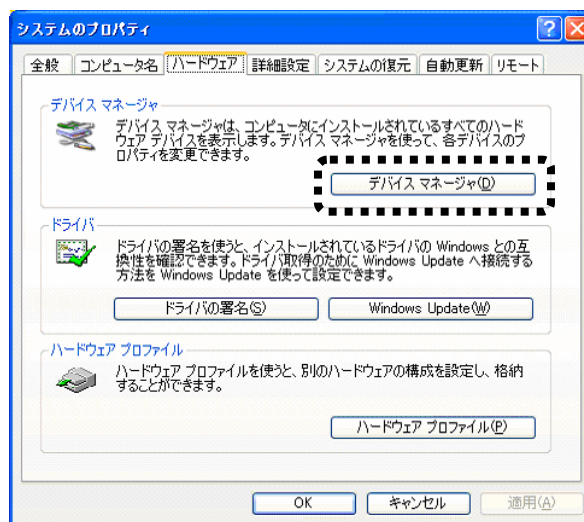 システムのプロパティ
全般 コンピュータ名 ハードウェア 詳細設定 システムの復元 自動更新 リモート
デバイス マネージャ
デバイス マネージャは、コンピュータにインストールされているすべてのハード
ウェア デバイスを表示します。デバイス マネージャを使って、各デバイスのプ
ロパティを変更できます。
デバイス マネージャ(D)
ドライバ
ドライバの署名を使うと、インストールされているドライバの Windows との互
換性を確認できます。ドライバ取得のために Windows Update へ接続する
方法を Windows Update を使って設定できます。
ドライバの署名(S) Windows Update(W)
ハードウェア プロファイル
ハードウェア プロファイルを使うと、別のハードウェアの構成を設定し、格納
することができます。
ハードウェア プロファイル(P)
OK キャンセル 適用(A)